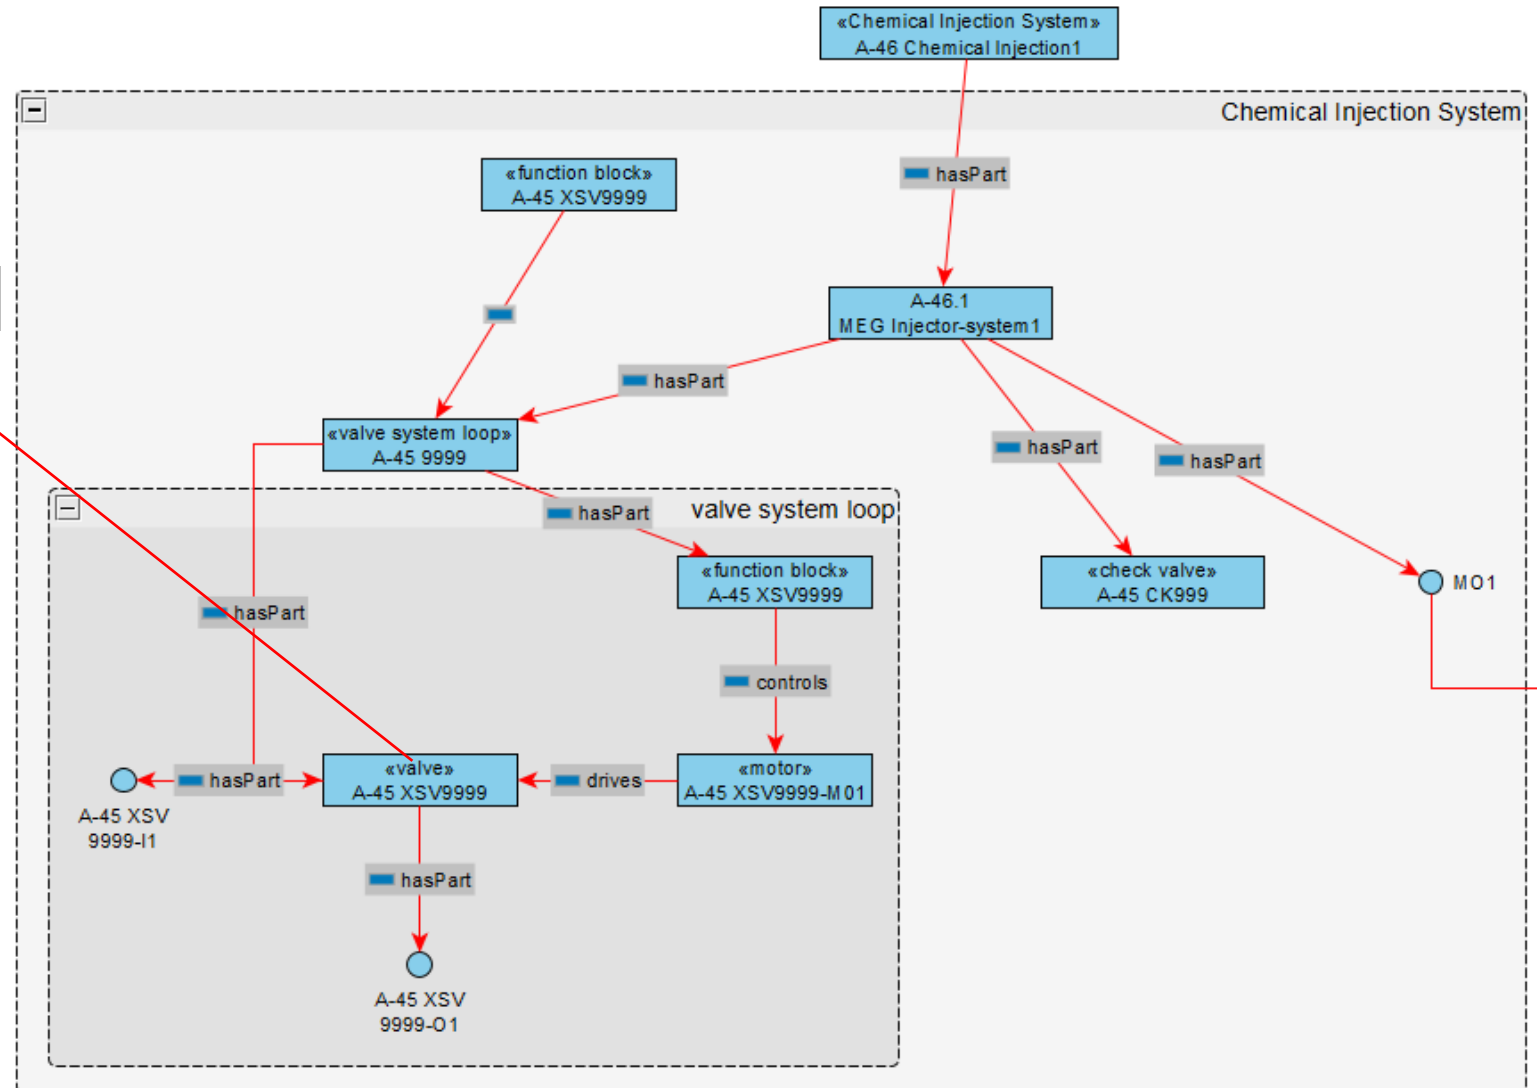 «Chemical Injection System»
A-46 Chemical Injection1
Chemical Injection System
«function block»
A-45 XSV9999
hasPart
A-46.1
MEG Injector-system1
hasPart
«valve system loop»
A-45 9999
hasPart
hasPart
hasPart
valve system loop
«function block»
A-45 XSV9999
«check valve»
A-45 CK999
MO1
hasPart
controls
hasPart
«valve»
A-45 XSV9999
drives
«motor»
A-45 XSV9999-M01
A-45 XSV
9999-I1
hasPart
A-45 XSV
9999-O1